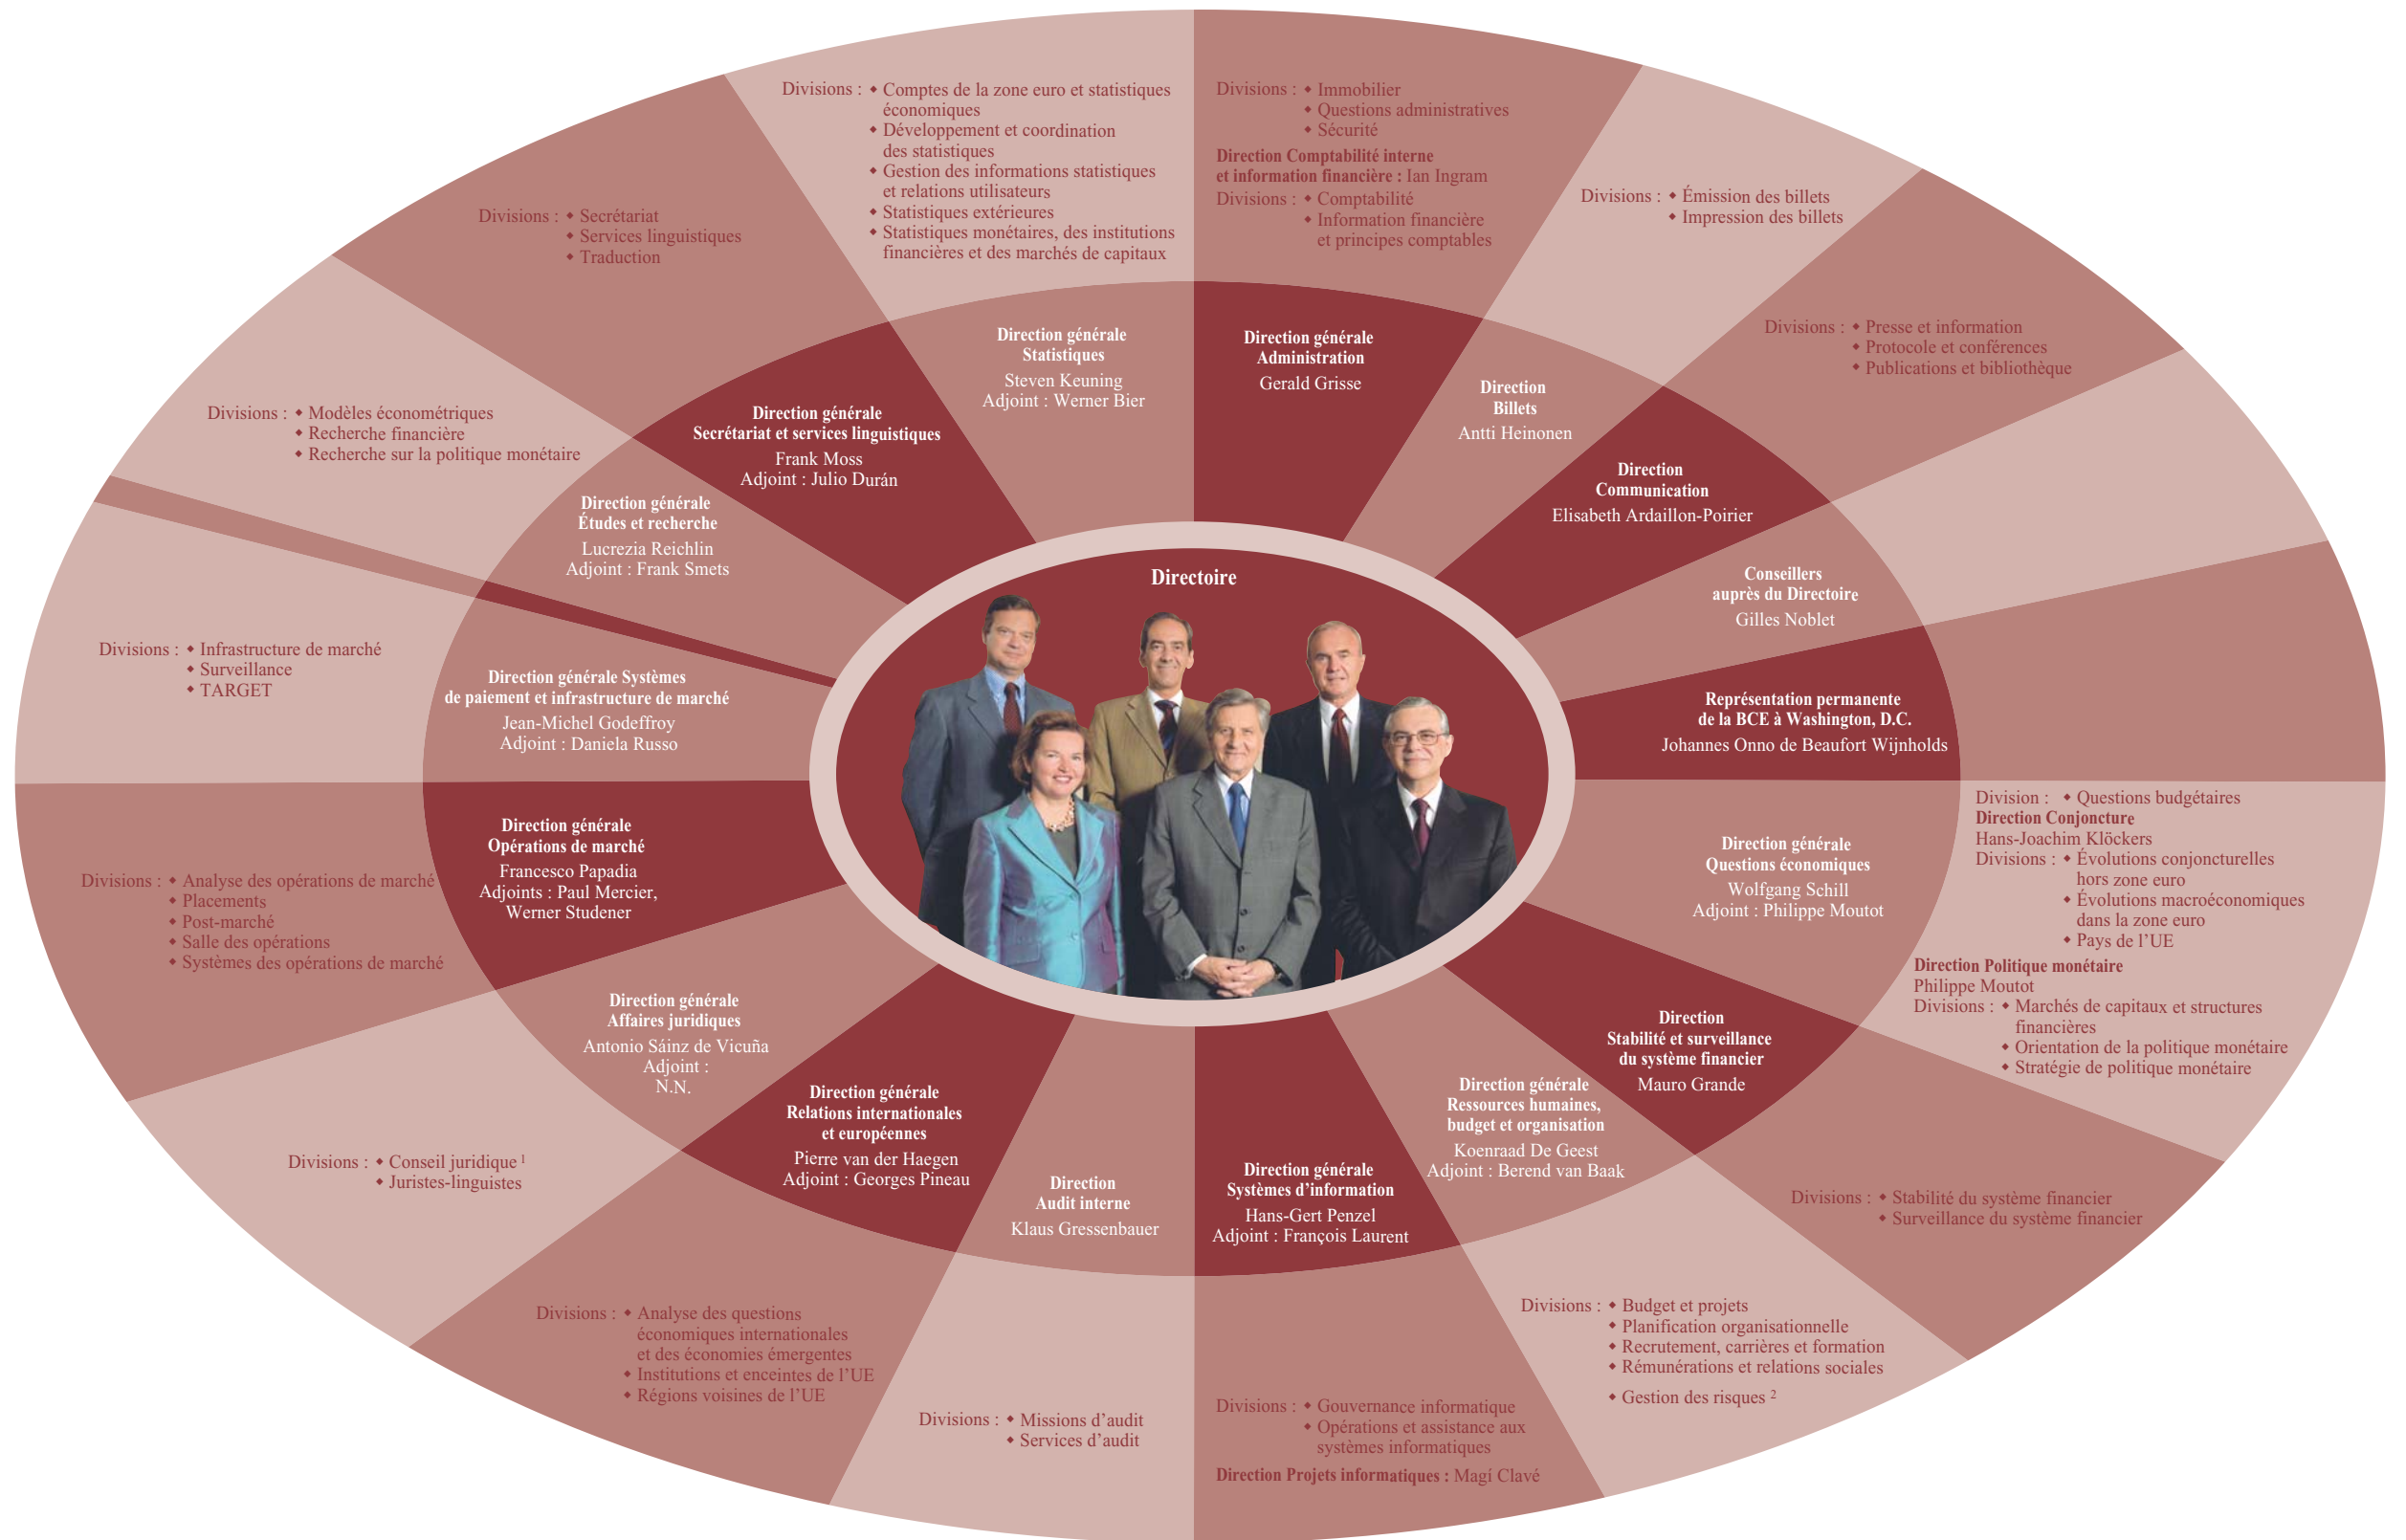 Directoire
Divisions : ◆ Immobilier
◆ Questions administratives
◆ Sécurité
Direction Comptabilité interne
et information financière : Ian Ingram
Divisions : ◆ Comptabilité
◆ Information financière
et principes comptables
Direction générale
Administration
Gerald Grisse
Divisions : ◆ Émission des billets
◆ Impression des billets
Direction
Billets
Antti Heinonen
Divisions : ◆ Presse et information
◆ Protocole et conférences
◆ Publications et bibliothèque
Direction
Communication
Elisabeth Ardaillon-Poirier
Conseillers
auprès du Directoire
Gilles Noblet
Représentation permanente
de la BCE à Washington, D.C.
Johannes Onno de Beaufort Wijnholds
Direction générale
Questions économiques
Wolfgang Schill
Adjoint : Philippe Moutot
Division : ◆ Questions budgétaires
Direction Conjoncture
Hans-Joachim Klöckers
Divisions : ◆ Évolutions conjoncturelles
hors zone euro
◆ Évolutions macroéconomiques
dans la zone euro
◆ Pays de l’UE
Direction Politique monétaire
Philippe Moutot
Divisions : ◆ Marchés de capitaux et structures
financières
◆ Orientation de la politique monétaire
◆ Stratégie de politique monétaire
Direction
Stabilité et surveillance
du système financier
Mauro Grande
Divisions : ◆ Stabilité du système financier
◆ Surveillance du système financier
Direction générale
Ressources humaines,
budget et organisation
Koenraad De Geest
Adjoint : Berend van Baak
Divisions : ◆ Budget et projets
◆ Planification organisationnelle
◆ Recrutement, carrières et formation
◆ Rémunérations et relations sociales
◆ Gestion des risques ²
Direction générale
Systèmes d’information
Hans-Gert Penzel
Adjoint : François Laurent
Divisions : ◆ Gouvernance informatique
◆ Opérations et assistance aux
systèmes informatiques
Direction Projets informatiques : Magí Clavé
Direction
Audit interne
Klaus Gressenbauer
Divisions : ◆ Missions d’audit
◆ Services d’audit
Direction générale
Relations internationales
et européennes
Pierre van der Haegen
Adjoint : Georges Pineau
Divisions : ◆ Analyse des questions
économiques internationales
et des économies émergentes
◆ Institutions et enceintes de l’UE
◆ Régions voisines de l’UE
Direction générale
Affaires juridiques
Antonio Sáinz de Vicuña
Adjoint :
N.N.
Divisions : ◆ Conseil juridique ¹
◆ Juristes-linguistes
Direction générale
Opérations de marché
Francesco Papadia
Adjoints : Paul Mercier,
Werner Studener
Divisions : ◆ Analyse des opérations de marché
◆ Placements
◆ Post-marché
◆ Salle des opérations
◆ Systèmes des opérations de marché
Direction générale Systèmes
de paiement et infrastructure de marché
Jean-Michel Godeffroy
Adjoint : Daniela Russo
Divisions : ◆ Infrastructure de marché
◆ Surveillance
◆ TARGET
Direction générale
Études et recherche
Lucrezia Reichlin
Adjoint : Frank Smets
Divisions : ◆ Modèles économétriques
◆ Recherche financière
◆ Recherche sur la politique monétaire
Direction générale
Secrétariat et services linguistiques
Frank Moss
Adjoint : Julio Durán
Divisions : ◆ Secrétariat
◆ Services linguistiques
◆ Traduction
Direction générale
Statistiques
Steven Keuning
Adjoint : Werner Bier
Divisions : ◆ Comptes de la zone euro et statistiques
économiques
◆ Développement et coordination
des statistiques
◆ Gestion des informations statistiques
et relations utilisateurs
◆ Statistiques extérieures
◆ Statistiques monétaires, des institutions
financières et des marchés de capitaux